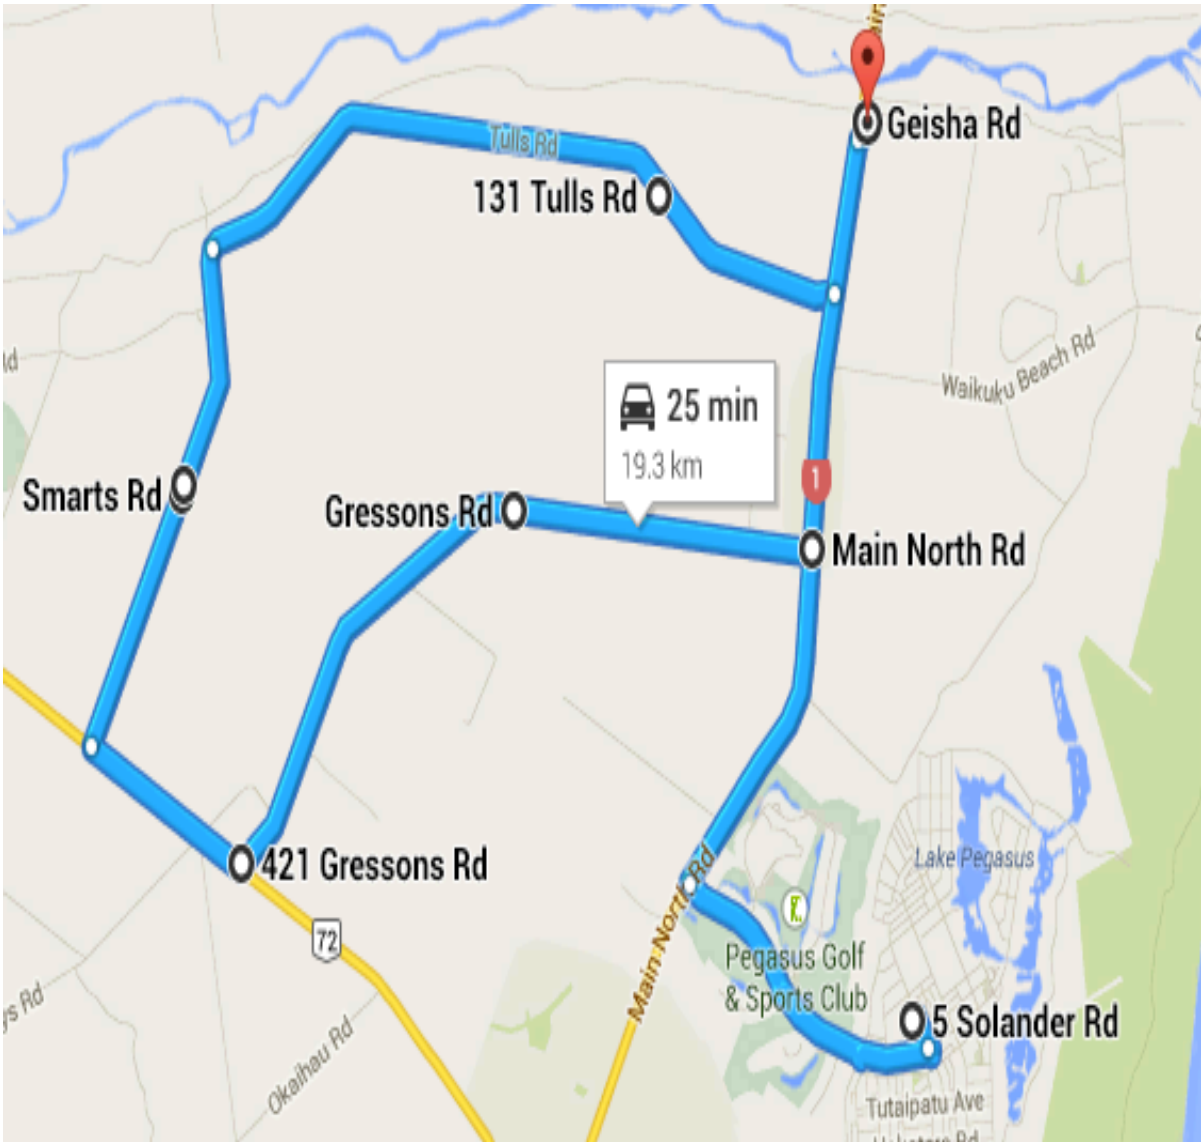 Geisha Rd
Tulls Rd
131 Tulls Rd
Waikuku Beach Rd
25 min
19.3 km
1
Smarts Rd
Gressons Rd
Main North Rd
421 Gressons Rd
Lake Pegasus
Main North Rd
72
Pegasus Golf
& Sports Club
5 Solander Rd
Okaihau Rd
Tutaipatu Ave